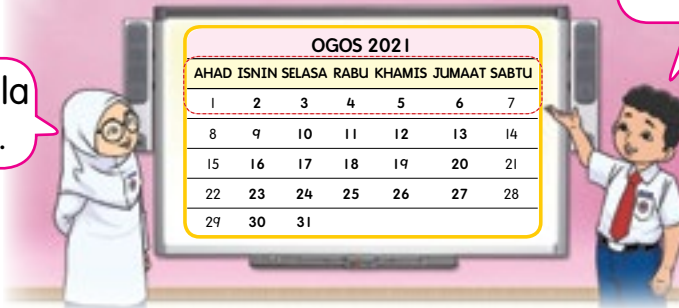 OGOS 2021
AHAD ISNIN SELASA RABU KHAMIS JUMAAT SABTU
1 2 3 4 5 6 7
8 9 10 11 12 13 14
15 16 17 18 19 20 21
22 23 24 25 26 27 28
29 30 31
la
.